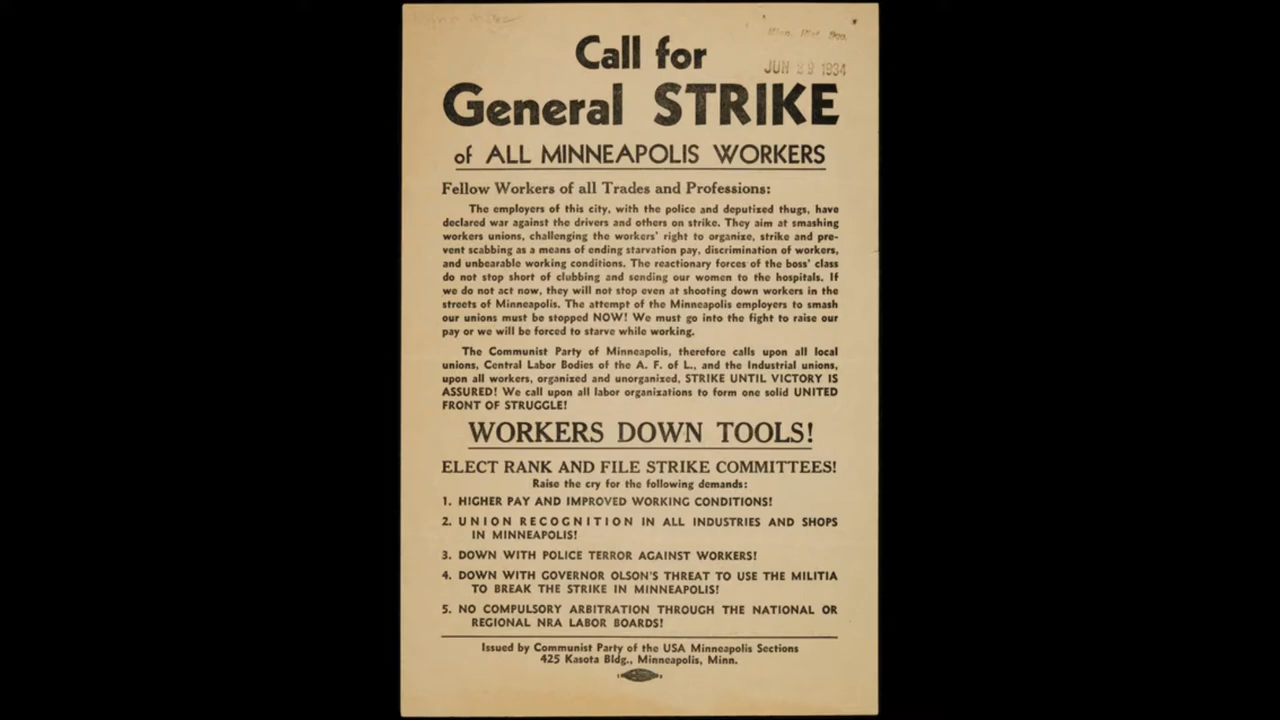 Minn. Hist. Soc.
JUN 29 1934
Call for
General STRIKE
of ALL MINNEAPOLIS WORKERS
Fellow Workers of all Trades and Professions:
The employers of this city, with the police and deputized thugs, have
declared war against the drivers and others on strike. They aim at smashing
workers unions, challenging the workers' right to organize, strike and pre-
vent scabbing as a means of ending starvation pay, discrimination of workers,
and unbearable working conditions. The reactionary forces of the boss' class
do not stop short of clubbing and sending our women to the hospitals. If
we do not act now, they will not stop even at shooting down workers in the
streets of Minneapolis. The attempt of the Minneapolis employers to smash
our unions must be stopped NOW! We must go into the fight to raise our
pay or we will be forced to starve while working.
The Communist Party of Minneapolis, therefore calls upon all local
unions, Central Labor Bodies of the A. F. of L., and the Industrial unions,
upon all workers, organized and unorganized, STRIKE UNTIL VICTORY IS
ASSURED! We call upon all labor organizations to form one solid UNITED
FRONT OF STRUGGLE!
WORKERS DOWN TOOLS!
ELECT RANK AND FILE STRIKE COMMITTEES!
Raise the cry for the following demands:
1. HIGHER PAY AND IMPROVED WORKING CONDITIONS!
2. UNION RECOGNITION IN ALL INDUSTRIES AND SHOPS
IN MINNEAPOLIS!
3. DOWN WITH POLICE TERROR AGAINST WORKERS!
4. DOWN WITH GOVERNOR OLSON'S THREAT TO USE THE MILITIA
TO BREAK THE STRIKE IN MINNEAPOLIS!
5. NO COMPULSORY ARBITRATION THROUGH THE NATIONAL OR
REGIONAL NRA LABOR BOARDS!
Issued by Communist Party of the USA Minneapolis Sections
425 Kasota Bldg., Minneapolis, Minn.